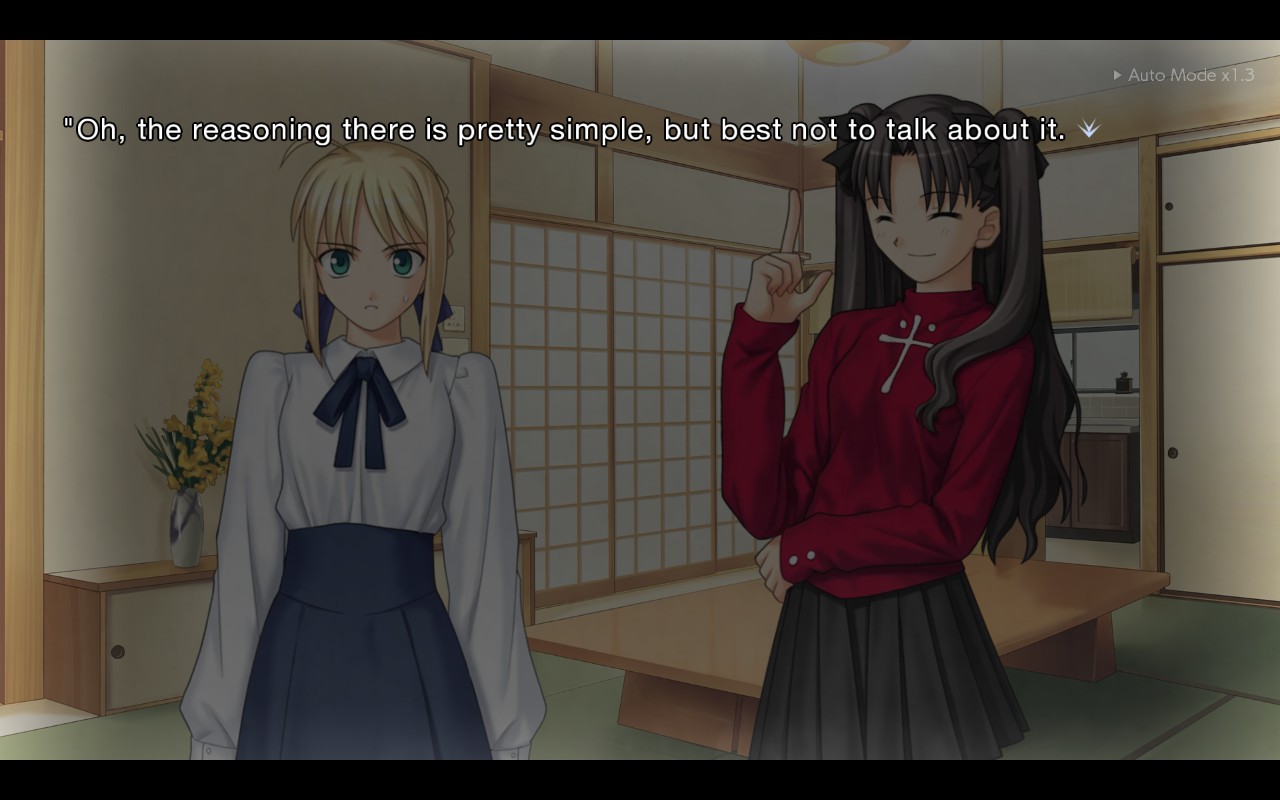 Auto Mode x1.3
"Oh, the reasoning there is pretty simple, but best not to talk about it.